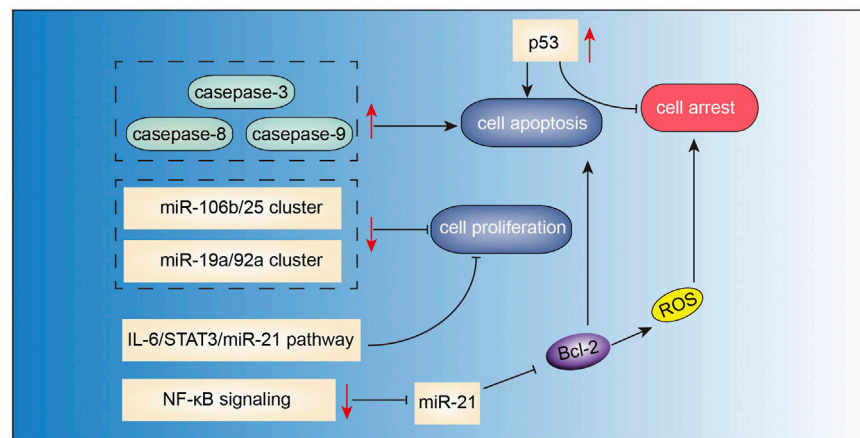 p53
casepase-3
casepase-8
casepase-9
cell apoptosis
cell arrest
miR-106b/25 cluster
miR-19a/92a cluster
cell proliferation
ROS
IL-6/STAT3/miR-21 pathway
Bcl-2
NF-κB signaling
miR-21